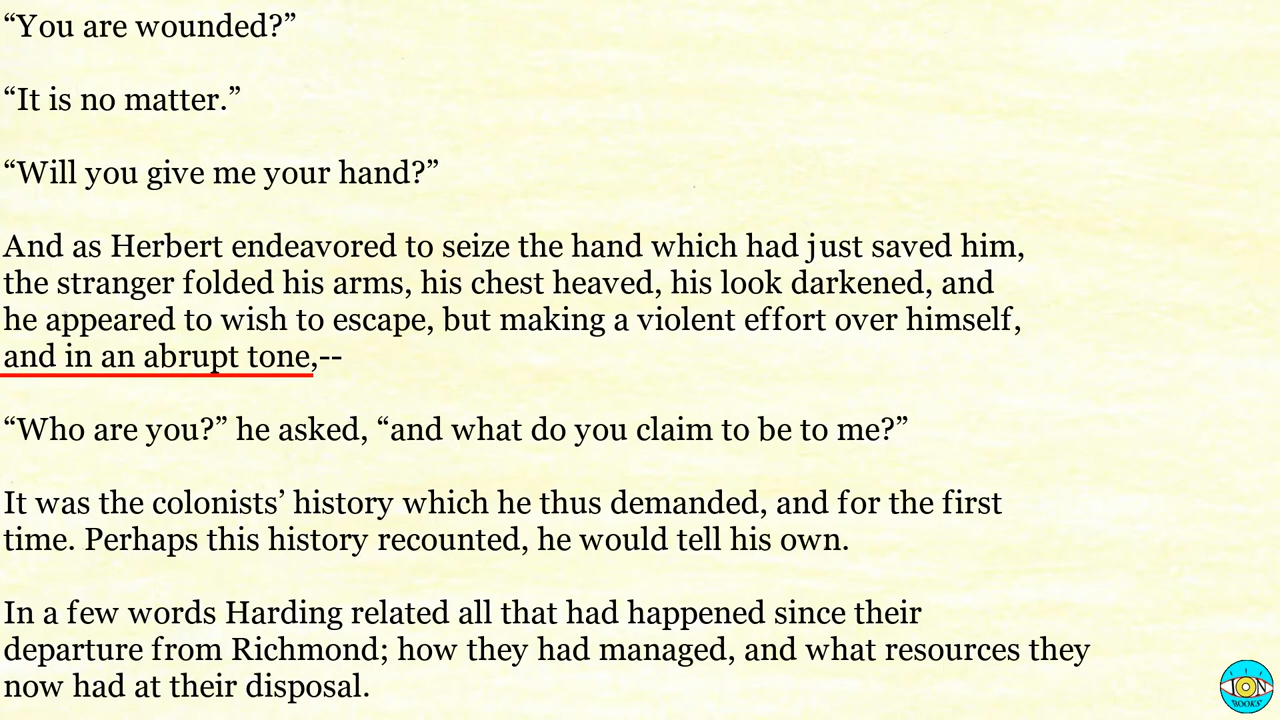 “You are wounded?”
“It is no matter.”
“Will you give me your hand?”
And as Herbert endeavored to seize the hand which had just saved him,
the stranger folded his arms, his chest heaved, his look darkened, and
he appeared to wish to escape, but making a violent effort over himself,
and in an abrupt tone,--
“Who are you?” he asked, “and what do you claim to be to me?”
It was the colonists’ history which he thus demanded, and for the first
time. Perhaps this history recounted, he would tell his own.
In a few words Harding related all that had happened since their
departure from Richmond; how they had managed, and what resources they
now had at their disposal.
ION
BOOKS